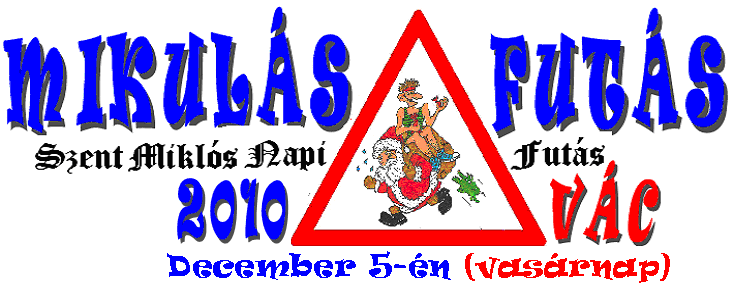 MIKULÁS FUTÁS
Szent Miklós Napi Futás
2010 VÁC
December 5-én (vasárnap)